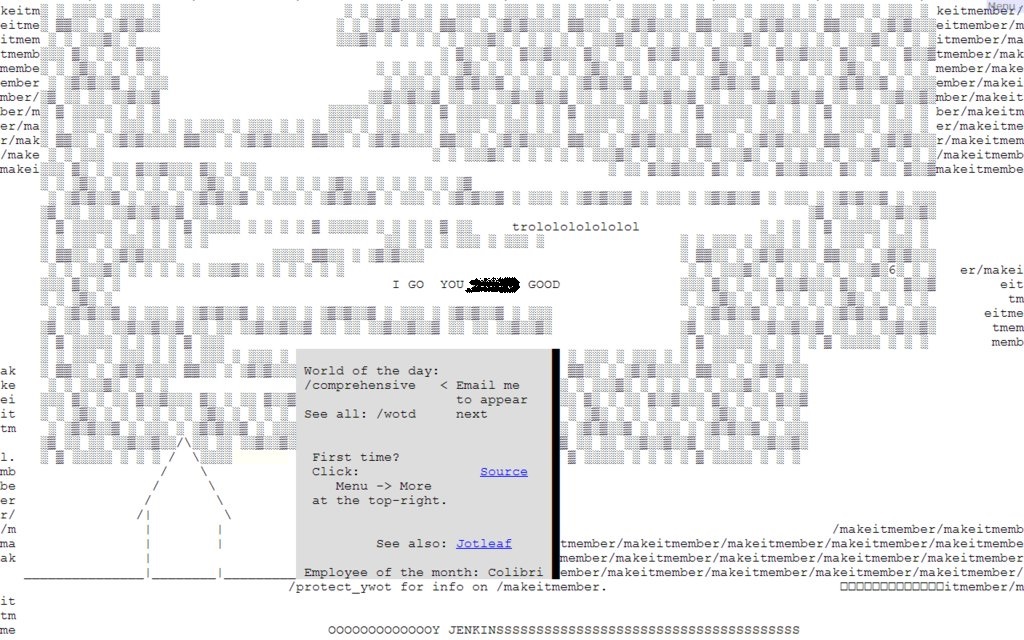 Menu
keitm keitmember/
eitme eitmember/m
itmem itmember/ma
tmemb tmember/mak
membe member/make
ember ember/makei
mber/ mber/makeit
ber/m ber/makeitm
er/ma er/makeitme
r/mak r/makeitmem
/make /makeitmemb
makei makeitmembe
trololololololol
6 er/makei
I GO YOU GOOD eit
tm
eitme
tmem
memb
World of the day:
ak /comprehensive < Email me
ke to appear
ei See all: /wotd next
it
tm
l. First time?
mb Click: Source
be Menu -> More
er at the top-right.
r/
/m /makeitmember/makeitmemb
ma See also: Jotleaf tmember/makeitmember/makeitmember/makeitmember/makeitmembe
ak ember/makeitmember/makeitmember/makeitmember/makeitmember/
Employee of the month: Colibri ember/makeitmember/makeitmember/makeitmember/makeitmember/
/protect_ywot for info on /makeitmember. itmember/m
it
tm
me OOOOOOOOOOOOOY JENKINSSSSSSSSSSSSSSSSSSSSSSSSSSSSSSSSSSSSSS